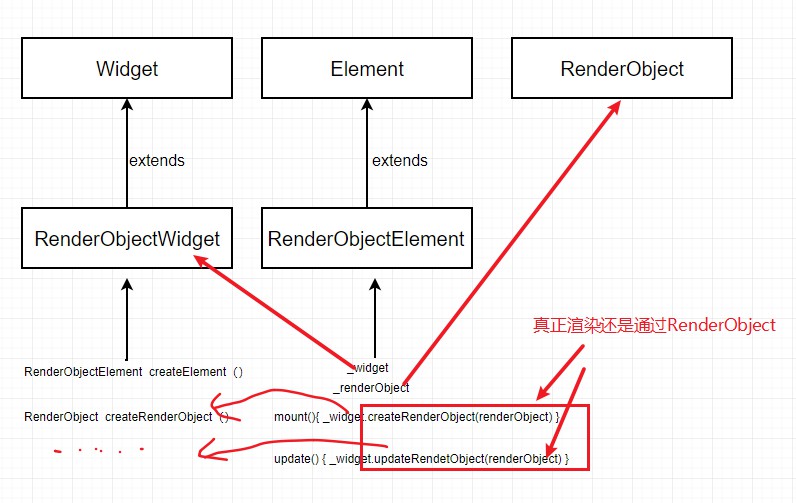 Widget
Element
RenderObject
extends
extends
RenderObjectWidget
RenderObjectElement
真正渲染还是通过RenderObject
_widget
RenderObjectElement createElement ()
_renderObject
RenderObject createRenderObject ()
mount(){ _widget.createRenderObject(renderObject) }
update() { _widget.updateRendetObject(renderObject) }